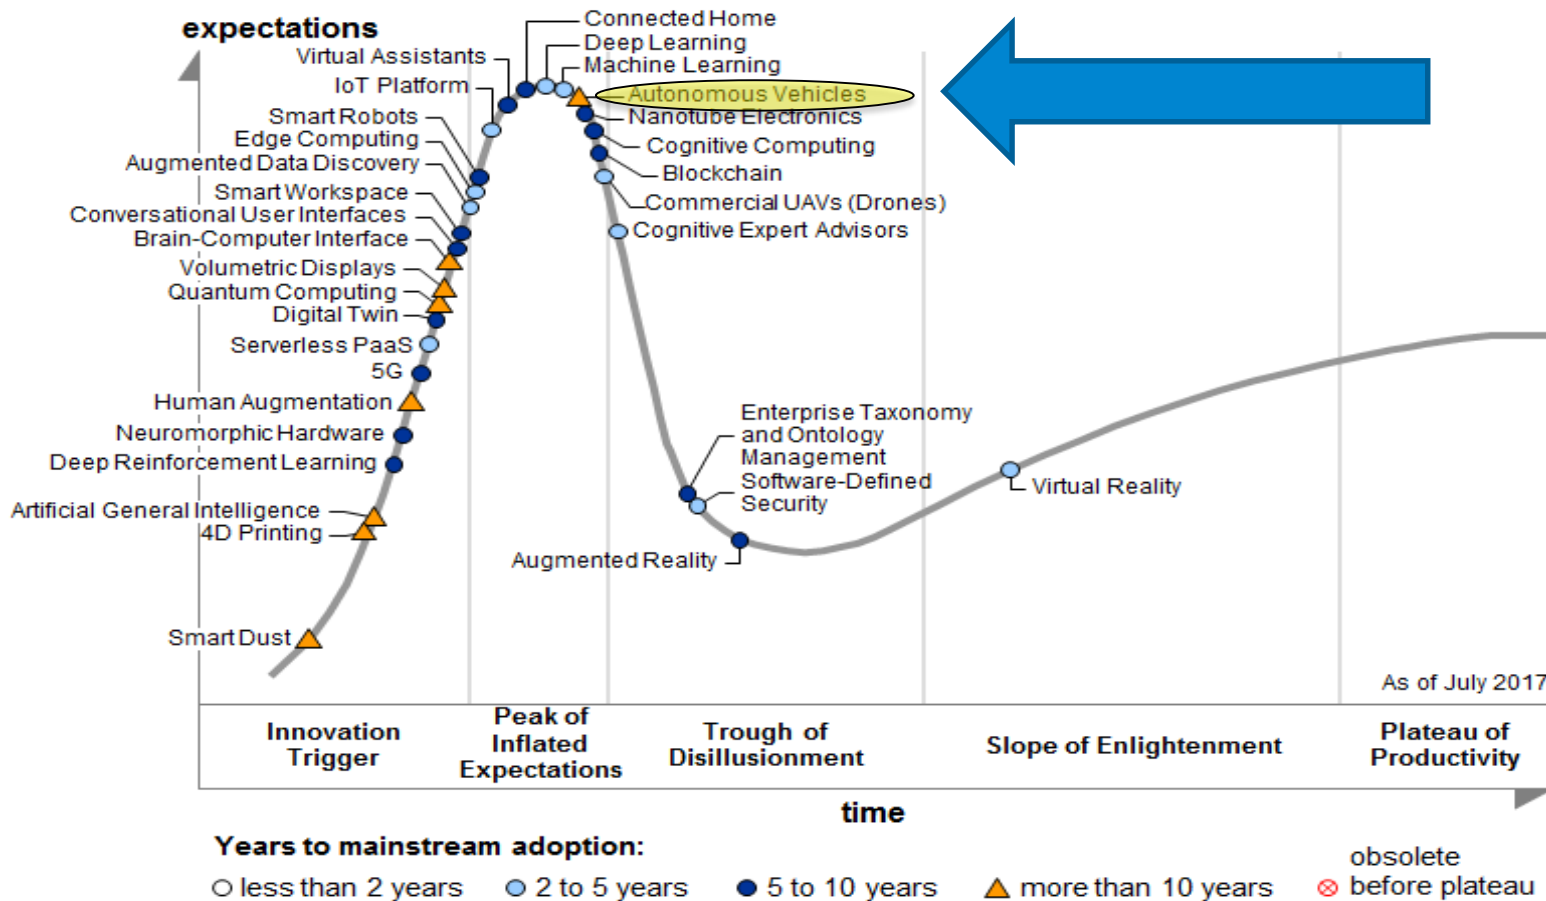 expectations
Connected Home
Deep Learning
Virtual Assistants
Machine Learning
IoT Platform
Autonomous Vehicles
Smart Robots
Nanotube Electronics
Edge Computing
Cognitive Computing
Augmented Data Discovery
Blockchain
Smart Workspace
Commercial UAVs (Drones)
Conversational User Interfaces
Cognitive Expert Advisors
Brain-Computer Interface
Volumetric Displays
Quantum Computing
Digital Twin
Serverless PaaS
5G
Human Augmentation
Neuromorphic Hardware
Deep Reinforcement Learning
Enterprise Taxonomy
and Ontology
Management
Software-Defined
Security
Virtual Reality
Artificial General Intelligence
4D Printing
Augmented Reality
Smart Dust
As of July 2017
Innovation
Trigger
Peak of
Inflated
Expectations
Trough of
Disillusionment
Slope of Enlightenment
Plateau of
Productivity
time
Years to mainstream adoption:
less than 2 years
2 to 5 years
5 to 10 years
more than 10 years
obsolete
before plateau